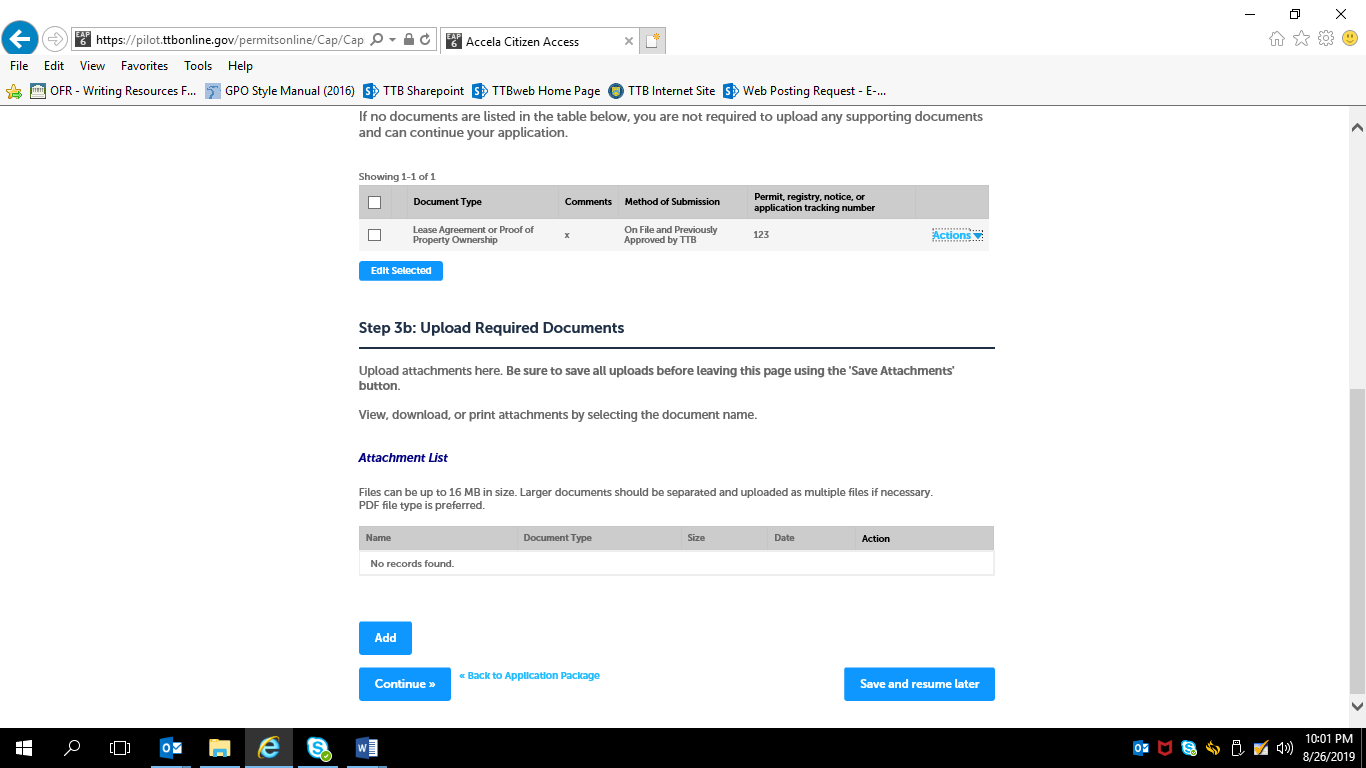 https://pilot.ttbonline.gov/permitsonline/Cap/Cap
Accela Citizen Access
File Edit View Favorites Tools Help
OFR - Writing Resources F... GPO Style Manual (2016) TTB Sharepoint TTBweb Home Page TTB Internet Site Web Posting Request - E-...
If no documents are listed in the table below, you are not required to upload any supporting documents
and can continue your application.
Showing 1-1 of 1
Document Type Comments Method of Submission Permit, registry, notice, or
application tracking number
Lease Agreement or Proof of
Property Ownership x On File and Previously
Approved by TTB 123 Actions
Edit Selected
Step 3b: Upload Required Documents
Upload attachments here. Be sure to save all uploads before leaving this page using the 'Save Attachments'
button.
View, download, or print attachments by selecting the document name.
Attachment List
Files can be up to 16 MB in size. Larger documents should be separated and uploaded as multiple files if necessary.
PDF file type is preferred.
Name Document Type Size Date Action
No records found.
Add
Continue » « Back to Application Package Save and resume later
10:01 PM
8/26/2019